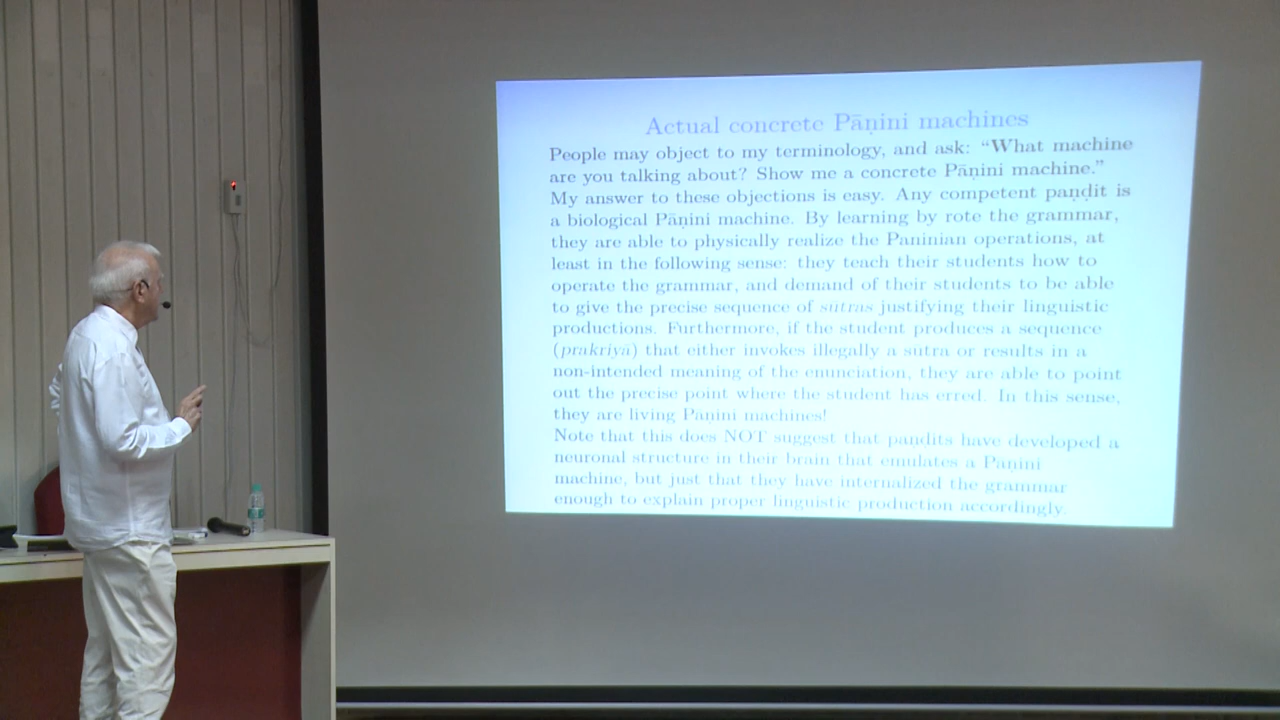 Actual concrete Pāṇini machines
People may object to my terminology, and ask: “What machine
are you talking about? Show me a concrete Pāṇini machine.”
My answer to these objections is easy. Any competent paṇḍit is
a biological Pāṇini machine. By learning by rote the grammar,
they are able to physically realize the Paninian operations, at
least in the following sense: they teach their students how to
operate the grammar, and demand of their students to be able
to give the precise sequence of sutras justifying their linguistic
productions. Furthermore, if the student produces a sequence
(prakriyā) that either invokes illegally a sutra or results in a
non-intended meaning of the enunciation, they are able to point
out the precise point where the student has erred. In this sense,
they are living Pāṇini machines!
Note that this does NOT suggest that pandits have developed a
neuronal structure in their brain that emulates a Pāṇini
machine, but just that they have internalized the grammar
enough to explain proper linguistic production accordingly.